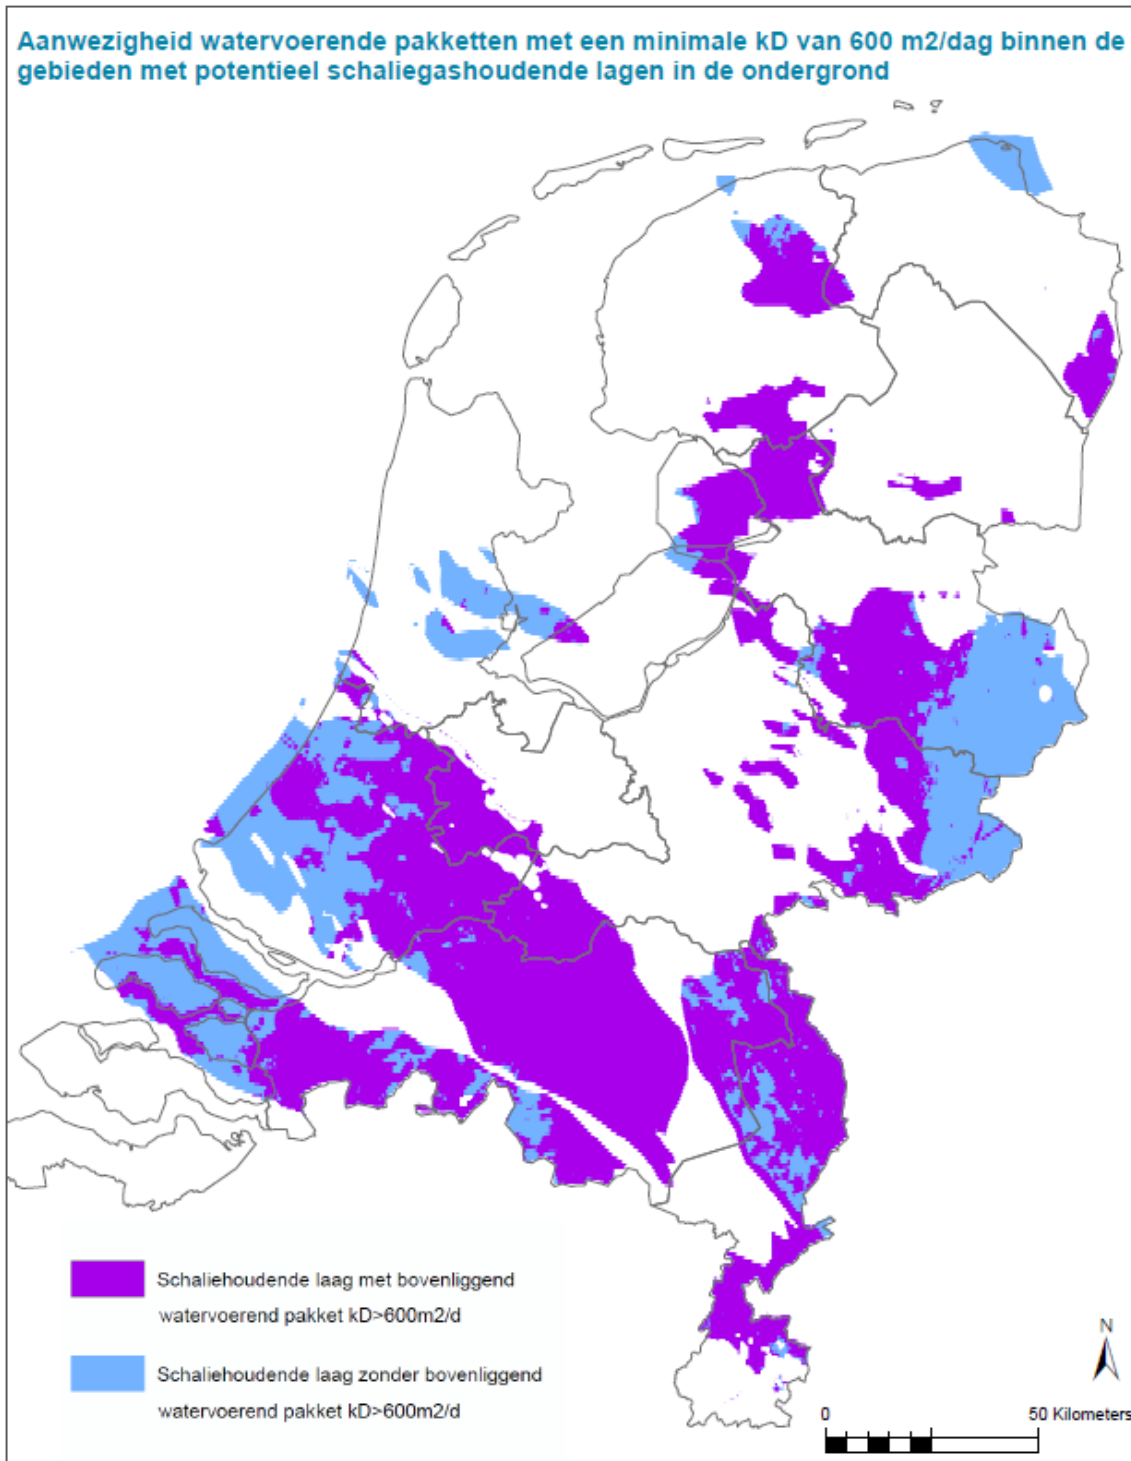 Aanwezigheid watervoerende pakketten met een minimale kD van 600 m2/dag binnen de
gebieden met potentieel schaliegashoudende lagen in de ondergrond
Schaliehoudende laag met bovenliggend
watervoerend pakket kD>600m2/d
Schaliehoudende laag zonder bovenliggend
watervoerend pakket kD>600m2/d
N
0 50 Kilometers